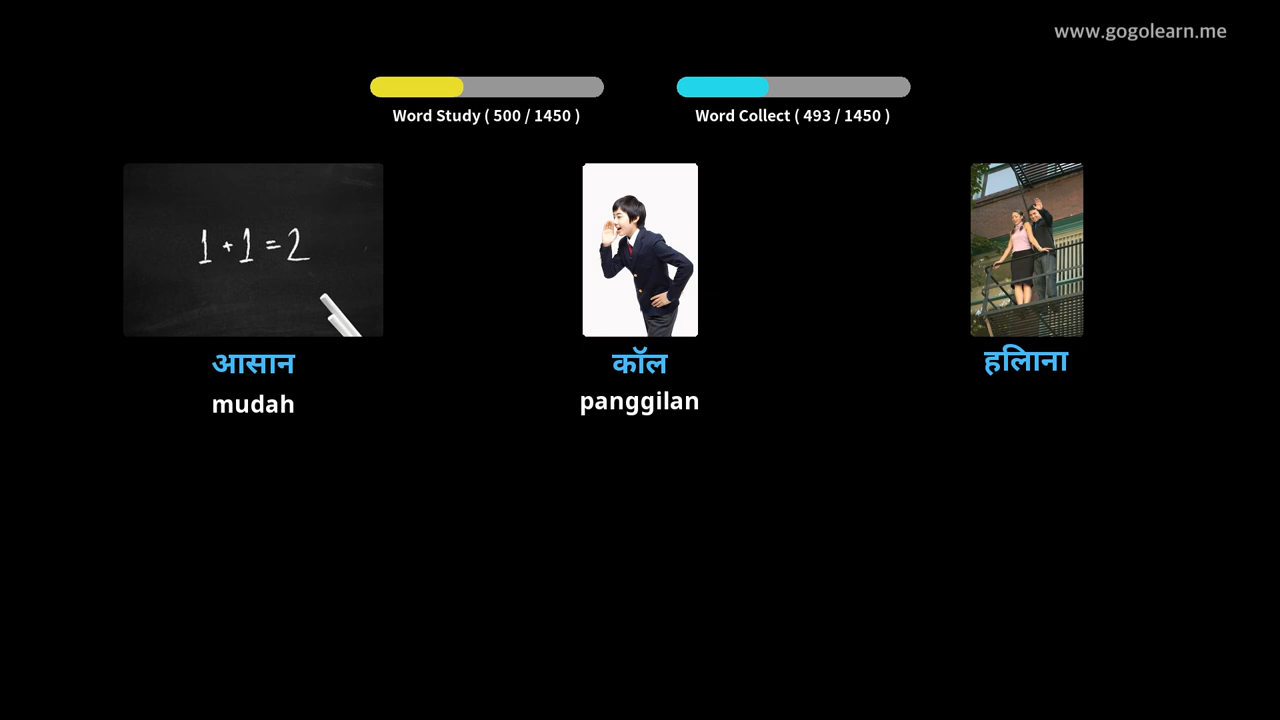 www.gogolearn.me
Word Study ( 500 / 1450 )
Word Collect ( 493 / 1450 )
1 + 1 = 2
आसान
mudah
कॉल
panggilan
हलिाना